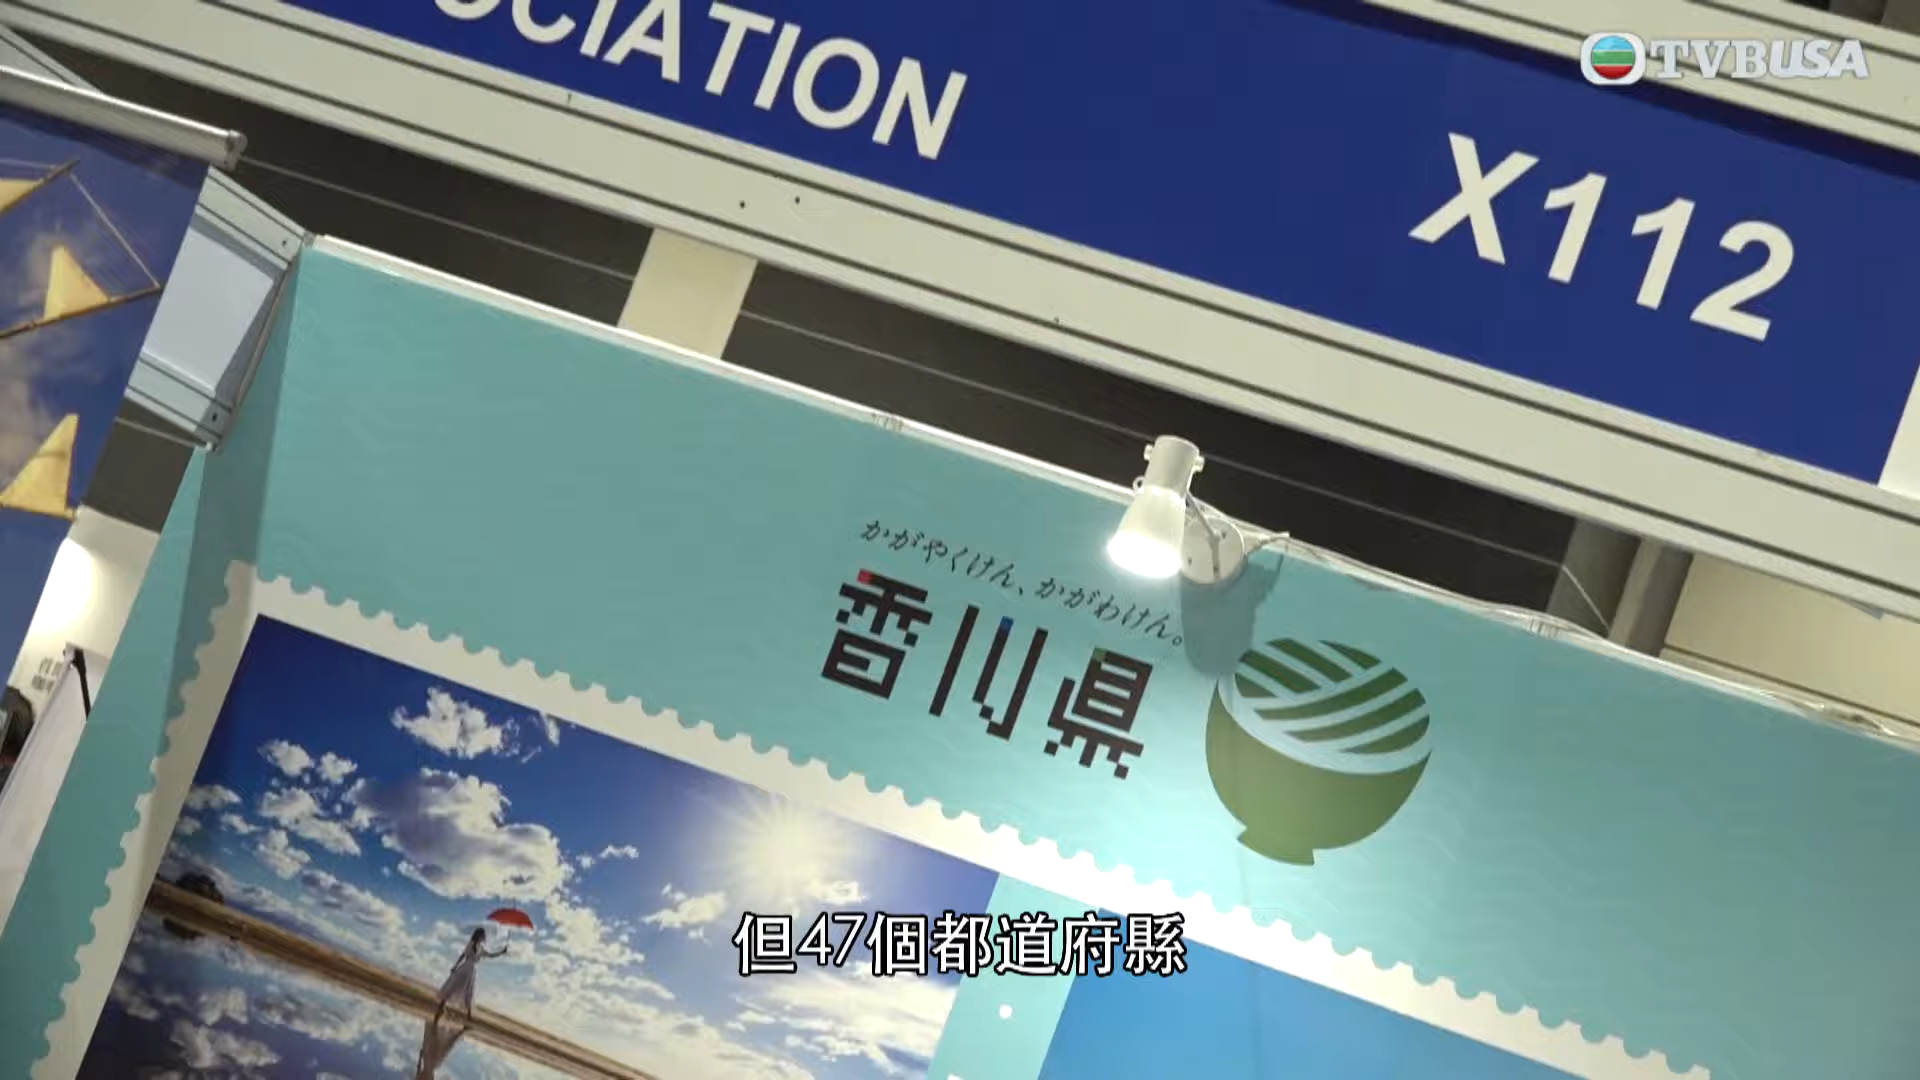 CIATION
X112
TVBUSA
かがやくけん、かがわけん。
香川県
但47個都道府縣